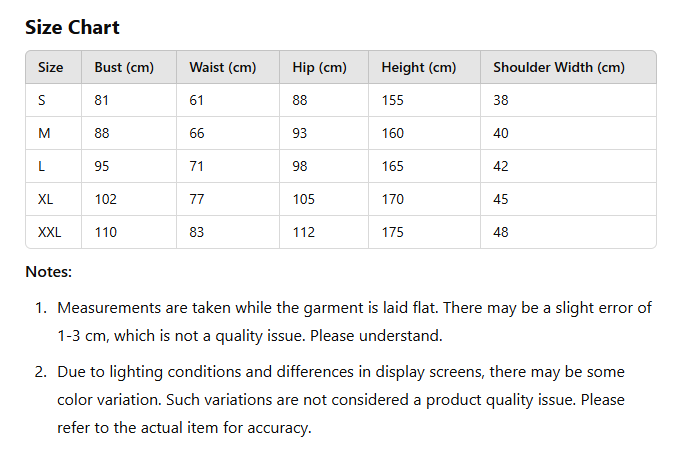 Size Chart
Size Bust (cm) Waist (cm) Hip (cm) Height (cm) Shoulder Width (cm)
S 81 61 88 155 38
M 88 66 93 160 40
L 95 71 98 165 42
XL 102 77 105 170 45
XXL 110 83 112 175 48
Notes:
1. Measurements are taken while the garment is laid flat. There may be a slight error of
1-3 cm, which is not a quality issue. Please understand.
2. Due to lighting conditions and differences in display screens, there may be some
color variation. Such variations are not considered a product quality issue. Please
refer to the actual item for accuracy.